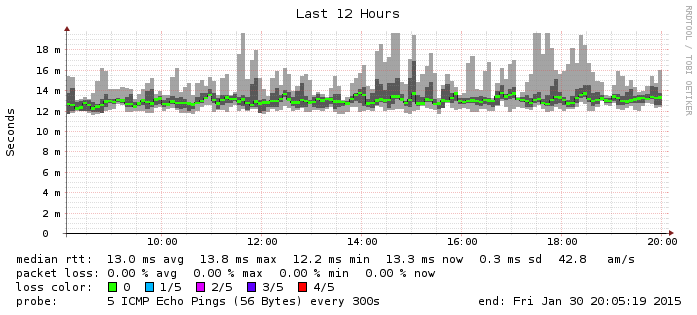 Last 12 Hours
RRDTOOL / TOBI OETIKER
Seconds
18 m
16 m
14 m
12 m
10 m
8 m
6 m
4 m
2 m
0
10:00 12:00 14:00 16:00 18:00 20:00
median rtt: 13.0 ms avg 13.8 ms max 12.2 ms min 13.3 ms now 0.3 ms sd 42.8 am/s
packet loss: 0.00 % avg 0.00 % max 0.00 % min 0.00 % now
loss color: 0 1/5 2/5 3/5 4/5
probe: 5 ICMP Echo Pings (56 Bytes) every 300s end: Fri Jan 30 20:05:19 2015